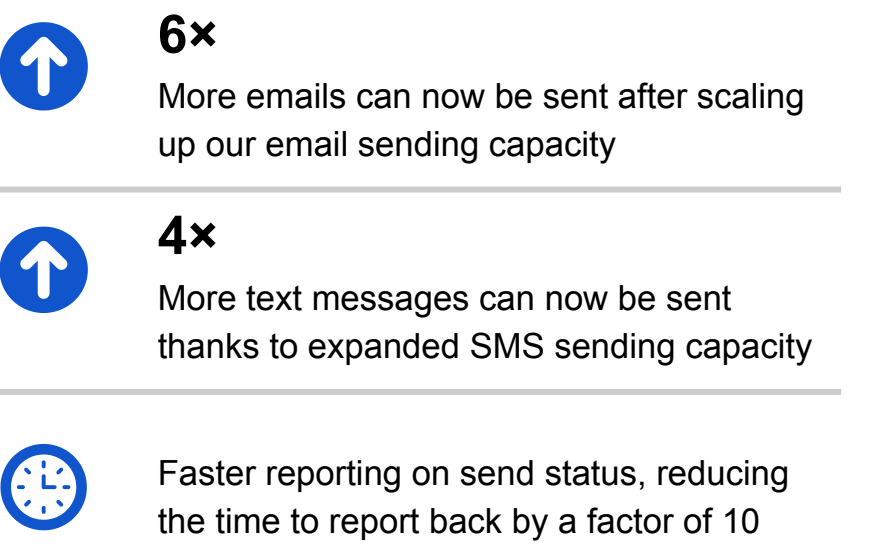 6×
More emails can now be sent after scaling
up our email sending capacity
4×
More text messages can now be sent
thanks to expanded SMS sending capacity
Faster reporting on send status, reducing
the time to report back by a factor of 10